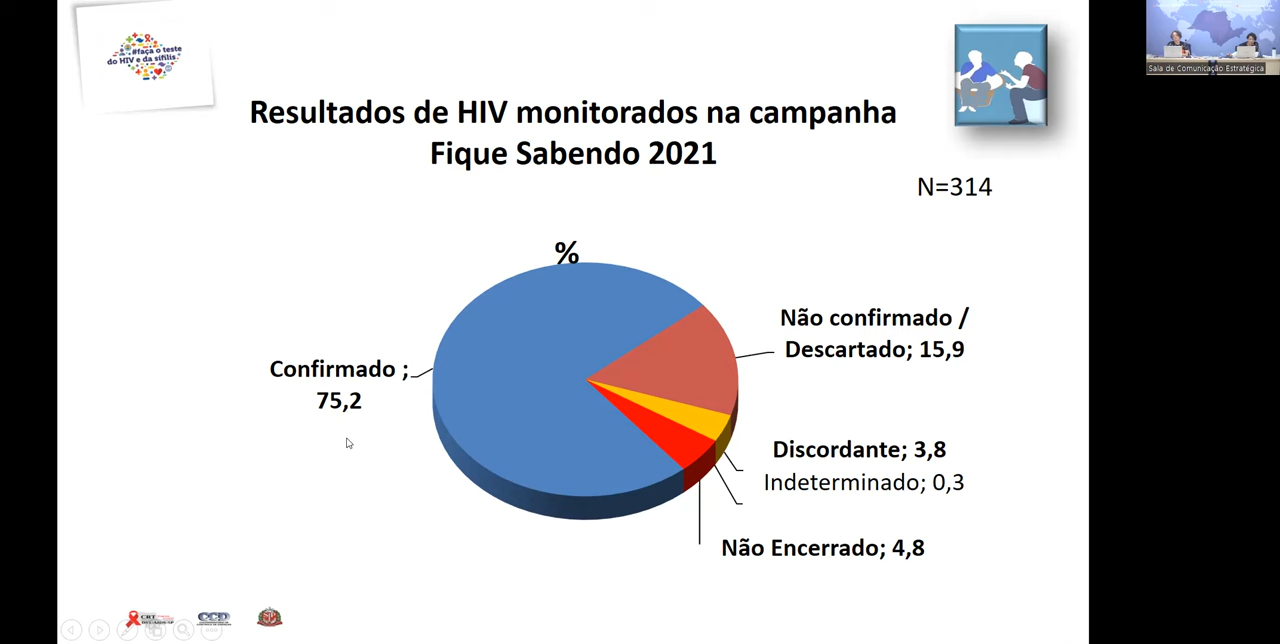 #faça o teste
do HIV e da sífilis
Sala de Comunicação Estratégica
Resultados de HIV monitorados na campanha
Fique Sabendo 2021
N=314
%
Confirmado ;
75,2
Não confirmado /
Descartado; 15,9
Discordante; 3,8
Indeterminado; 0,3
Não Encerrado; 4,8
CRT
CCD